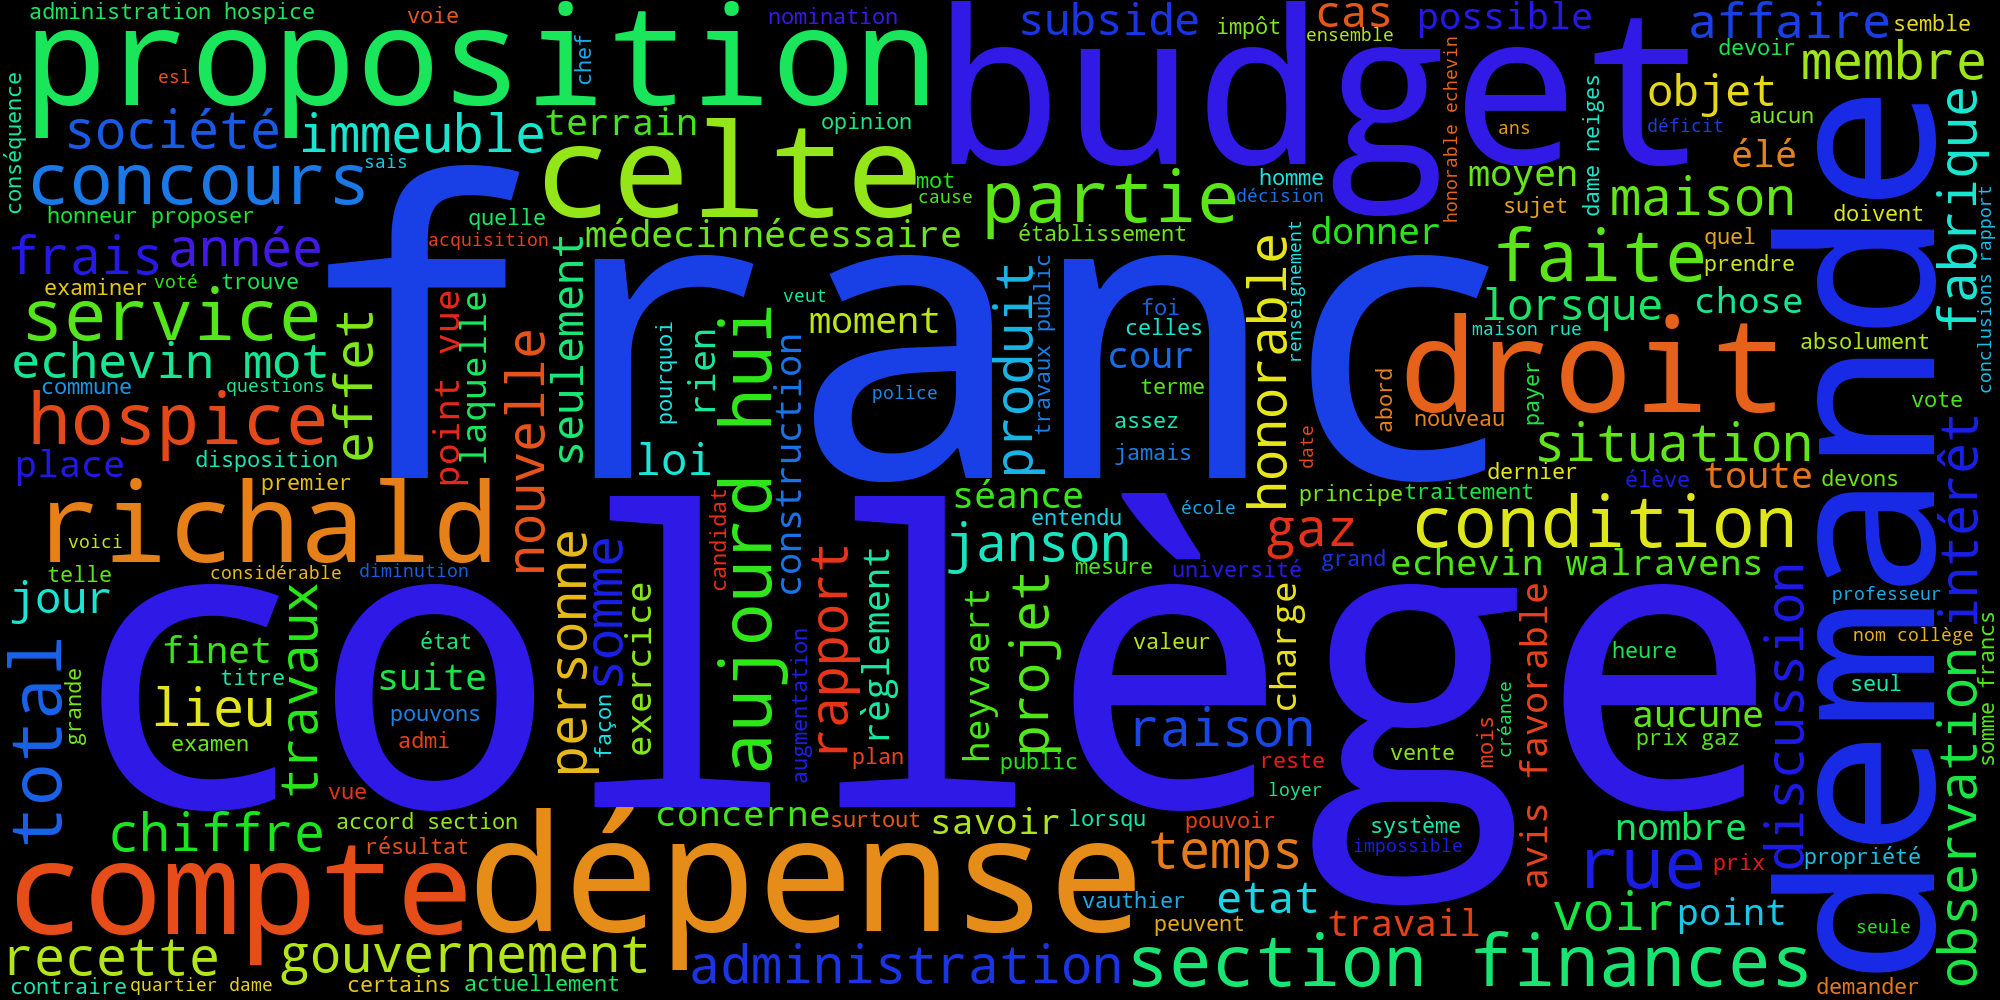 administration hospice
voie
nomination
subside
impôt
cas
ensemble
possible
affaire
semble
proposition
budget
chef
esl
devoir
membre
honorable echevin
conséquence
société
immeuble
terrain
opinion
objet
ans
déficit
aucun
dame neiges
fabrique
concours
sais
celte
mot
cause
partie
homme
décision
moyen
sujet
élé
maison
doivent
honneur proposer
quelle
acquisition
médecin
nécessaire
établissement
donner
faite
quel
prendre
frais
année
franc
demande
examiner
voté
trouve
service
seulement
veut
moment
produit
travaux public
foi
celles
cour
terme
assez
jamais
honorable
renseignement
lorsque
chose
maison rue
absolument
conclusions rapport
echevin mot
commune
questions
effet
point vue
laquelle
nouvelle
pourquoi
rien
aujourd hui
construction
police
droit
abord
nouveau
payer
date
vote
hospice
loi
situation
place
disposition
premier
dernier
élève
toute
devons
intérêt
richald
voici
candidat
séance
entendu
école
principe
traitement
condition
janson
gaz
mesure
université
grand
echevin walravens
telle
considérable
diminution
jour
collège
personne
somme
exercice
rapport
règlement
heyvaert
projet
charge
valeur
professeur
nom collège
total
finet
titre
lieu
examen
grande
travaux
état
suite
pouvons
admi
façon
augmentation
plan
public
raison
reste
loyer
vente
mois
créance
avis favorable
heure
aucune
prix gaz
discussion
seul
observation
somme francs
vue
chiffre
accord section
résultat
concerne
surtout
savoir
lorsqu
pouvoir
système
impossible
nombre
rue
prix
propriété
compte
dépense
temps
vauthier
etat
peuvent
travail
voir
point
seule
recette
gouvernement
administration
section finances
contraire
quartier dame
certains
actuellement
demander